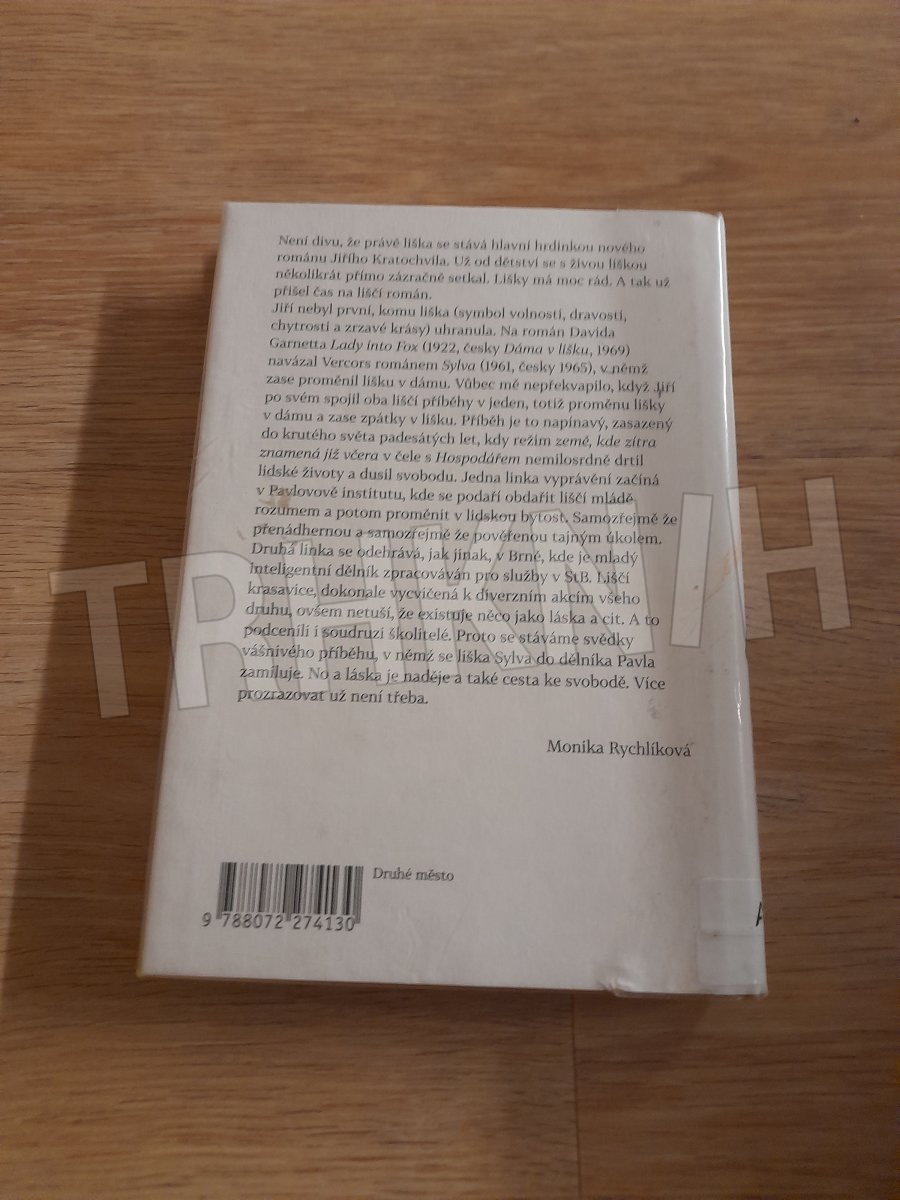 Není divu, že právě liška se stává hlavní hrdinkou nového
románu Jiřího Kratochvila. Už od dětství se s živou liškou
několikrát přímo zázračně setkal. Lišky má moc rád. A tak už
přišel čas na liščí román.
Jiří nebyl první, komu liška (symbol volnosti, dravosti,
chytrosti a zrzavé krásy) uhranula. Na román Davida
Garnetta Lady into Fox (1922, česky Dáma v lišku, 1969)
navázal Vercors románem Sylva (1961, česky 1965), v němž
zase proměnil lišku v dámu. Vůbec mě nepřekvapilo, když Jiří
po svém spojil oba liščí příběhy v jeden, totiž proměnu lišky
v dámu a zase zpátky v lišku. Příběh je to napínavý, zasazený
do krutého světa padesátých let, kdy režim země, kde zítra
znamená již včera v čele s Hospodářem nemilosrdně drtil
lidské životy a dusil svobodu. Jedna linka vyprávění začíná
v Pavlovově institutu, kde se podaří obdařit liščí mládě
rozumem a potom proměnit v lidskou bytost. Samozřejmě že
přenádhernou a samozřejmě že pověřenou tajným úkolem.
Druhá linka se odehrává, jak jinak, v Brně, kde je mladý
inteligentní dělník zpracováván pro služby v StB. Liščí
krasavice, dokonale vycvičená k diverzním akcím všeho
druhu, ovšem netuší, že existuje něco jako láska a cit. A to
podcenili i soudruzi školitelé. Proto se stáváme svědky
vášnivého příběhu, v němž se liška Sylva do dělníka Pavla
zamiluje. No a láska je naděje a také cesta ke svobodě. Více
prozrazovat už není třeba.
Monika Rychlíková
Druhé město
9 788072 274130
TRHKNIH